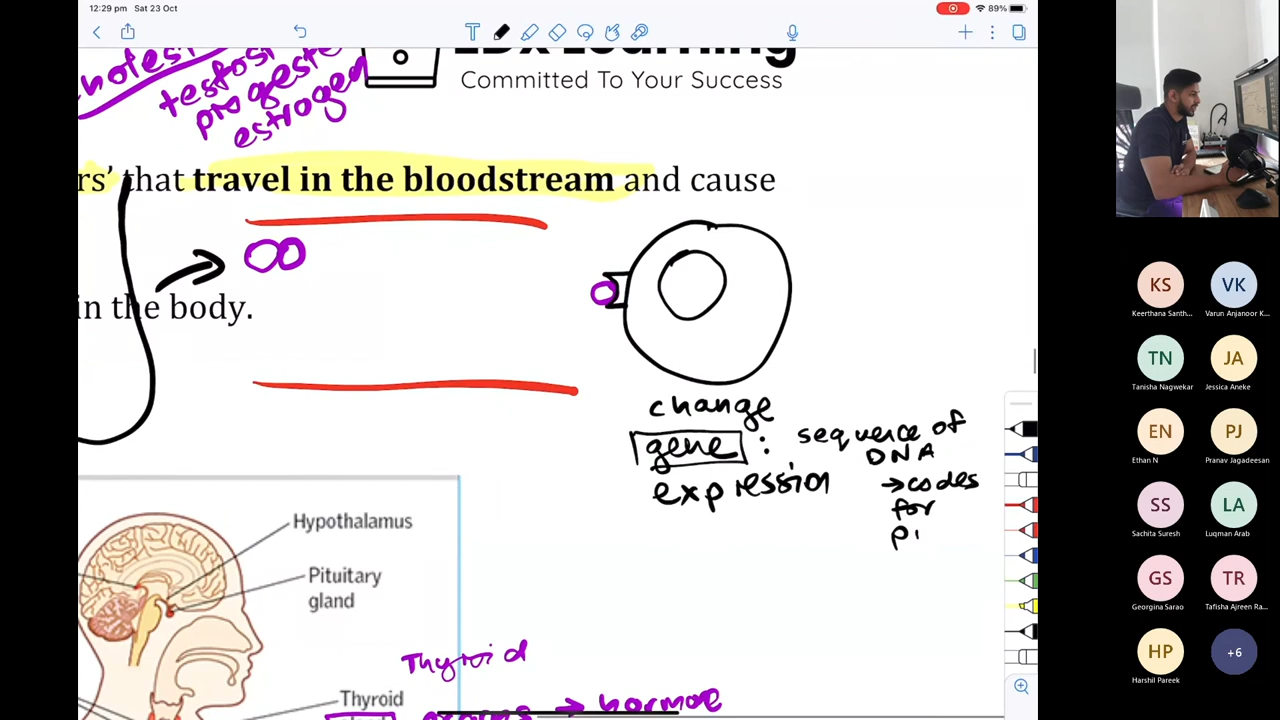 12:29 pm Sat 23 Oct
89%
testos
progeste
estroged
Learning
Committed To Your Success
rs’ that travel in the bloodstream and cause
in the body.
change
gene : sequence of
DNA
expression
→codes
for
Hypothalamus
Pituitary
gland
Thyroid
Thyroid
→ hormone
KS
VK
Keerthana Santh...
Varun Anjanoor K...
TN
JA
Tanisha Nagwekar
Jessica Aneke
EN
PJ
Ethan N
Pranav Jagadeesan
SS
LA
Sachita Suresh
Luqman Arab
GS
TR
Georgina Sarao
Tafisha Ajreen Ra...
HP
+6
Harshil Pareek